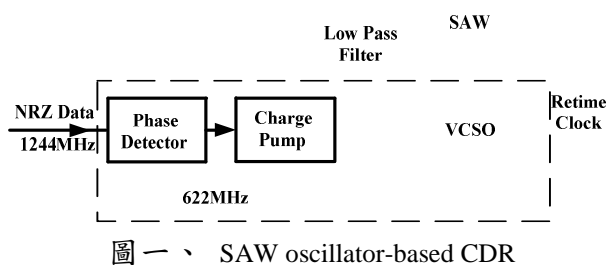 SAW
Low Pass
Filter
NRZ Data
1244MHz
Phase
Detector
Charge
Pump
VCSO
Retime
Clock
622MHz
圖一、 SAW oscillator-based CDR